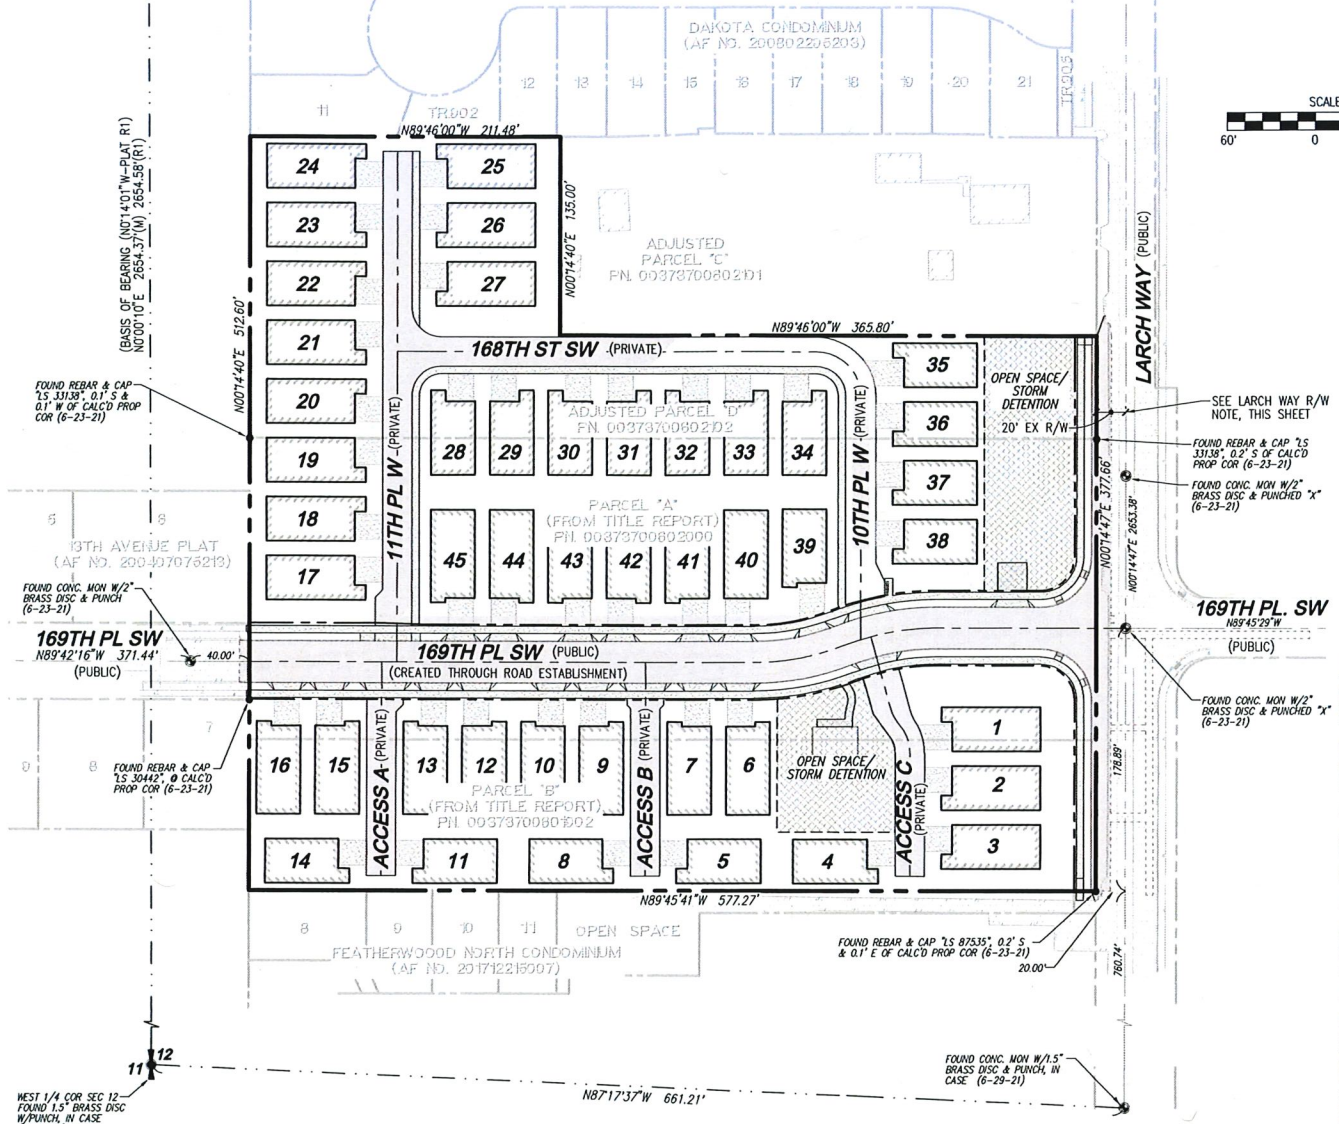 DAKOTA CONDOMINIUM
(AF NO. 200802205203)
12
13
14
15
16
17
18
19
20
21
TR.905
11
TR.902
SCALE
60'
0
N89°46'00"W 211.48'
(BASIS OF BEARING (N0°14'01"W-PLAT R1)
N0°00'10"E 2654.37'(M) 2654.58'(R1)
N00°14'40"E 512.60'
24
25
23
26
22
27
21
20
19
18
17
N00°14'40"E 135.00'
ADJUSTED
PARCEL "C"
PN. 00373700802101
LARCH WAY (PUBLIC)
N89°46'00"W 365.80'
168TH ST SW (PRIVATE)
11TH PL W (PRIVATE)
10TH PL W (PRIVATE)
35
36
37
38
OPEN SPACE/
STORM
DETENTION
20' EX R/W
SEE LARCH WAY R/W
NOTE, THIS SHEET
FOUND REBAR & CAP
"LS 33138", 0.1' S &
0.1' W OF CALC'D PROP
COR (6-23-21)
FOUND REBAR & CAP "LS
33138", 0.2' S OF CALC'D
PROP COR (6-23-21)
FOUND CONC. MON W/2"
BRASS DISC & PUNCHED "X"
(6-23-21)
N00°14'47"E 377.66'
N00°14'47"E 2653.38'
ADJUSTED PARCEL "D"
PN. 00373700802102
28
29
30
31
32
33
34
PARCEL "A"
(FROM TITLE REPORT)
PN. 00373700802000
45
44
43
42
41
40
39
6
8
13TH AVENUE PLAT
(AF NO. 200407075213)
FOUND CONC. MON W/2"
BRASS DISC & PUNCH
(6-23-21)
169TH PL SW
N89°42'16"W 371.44'
(PUBLIC)
40.00'
169TH PL SW (PUBLIC)
(CREATED THROUGH ROAD ESTABLISHMENT)
169TH PL. SW
N89°45'29"W
(PUBLIC)
FOUND CONC. MON W/2"
BRASS DISC & PUNCHED "X"
(6-23-21)
9
8
7
FOUND REBAR & CAP
"LS 30442", @ CALC'D
PROP COR (6-23-21)
ACCESS A (PRIVATE)
ACCESS B (PRIVATE)
ACCESS C
(PRIVATE)
16
15
13
12
10
9
7
6
OPEN SPACE/
STORM DETENTION
1
2
3
178.89'
PARCEL "B"
(FROM TITLE REPORT)
PN. 00373700801002
14
11
8
5
4
N89°45'41"W 577.27'
8
9
10
11
OPEN SPACE
FEATHERWOOD NORTH CONDOMINIUM
(AF NO. 201712215007)
FOUND REBAR & CAP "LS 87535", 0.2' S
& 0.1' E OF CALC'D PROP COR (6-23-21)
20.00'
760.74'
12
11
WEST 1/4 COR SEC 12
FOUND 1.5" BRASS DISC
W/PUNCH, IN CASE
N87°17'37"W 661.21'
FOUND CONC. MON W/1.5"
BRASS DISC & PUNCH, IN
CASE (6-29-21)